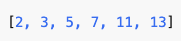 [2, 3, 5, 7, 11, 13]